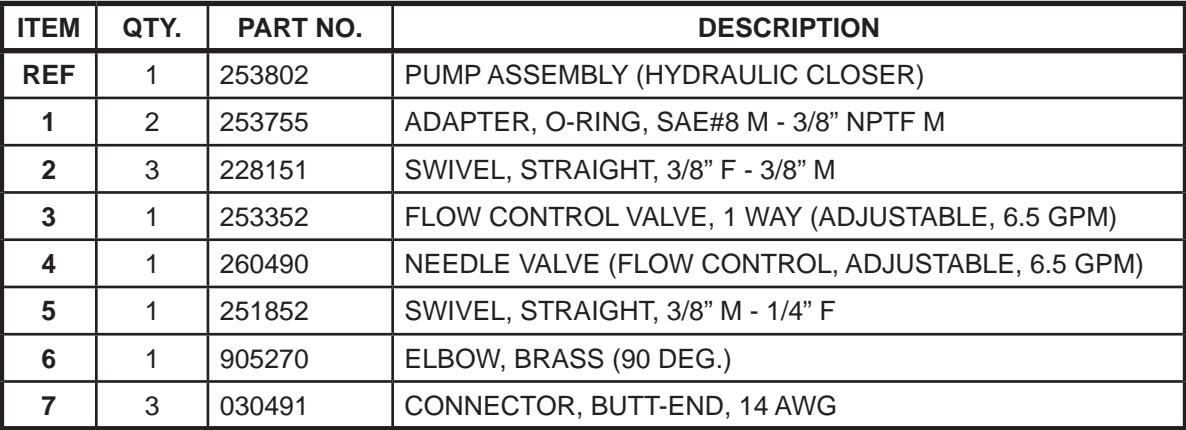 ITEM QTY. PART NO. DESCRIPTION
REF 1 253802 PUMP ASSEMBLY (HYDRAULIC CLOSER)
1 2 253755 ADAPTER, O-RING, SAE#8 M - 3/8” NPTF M
2 3 228151 SWIVEL, STRAIGHT, 3/8” F - 3/8” M
3 1 253352 FLOW CONTROL VALVE, 1 WAY (ADJUSTABLE, 6.5 GPM)
4 1 260490 NEEDLE VALVE (FLOW CONTROL, ADJUSTABLE, 6.5 GPM)
5 1 251852 SWIVEL, STRAIGHT, 3/8” M - 1/4” F
6 1 905270 ELBOW, BRASS (90 DEG.)
7 3 030491 CONNECTOR, BUTT-END, 14 AWG